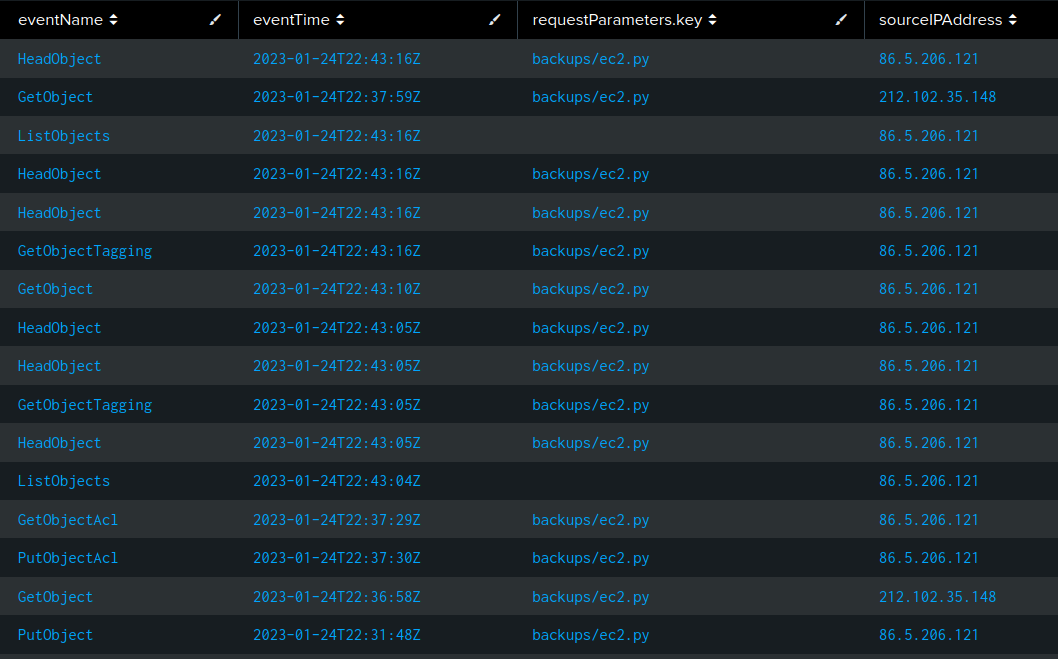 eventName eventTime requestParameters.key sourceIPAddress
HeadObject 2023-01-24T22:43:16Z backups/ec2.py 86.5.206.121
GetObject 2023-01-24T22:37:59Z backups/ec2.py 212.102.35.148
ListObjects 2023-01-24T22:43:16Z 86.5.206.121
HeadObject 2023-01-24T22:43:16Z backups/ec2.py 86.5.206.121
HeadObject 2023-01-24T22:43:16Z backups/ec2.py 86.5.206.121
GetObjectTagging 2023-01-24T22:43:16Z backups/ec2.py 86.5.206.121
GetObject 2023-01-24T22:43:10Z backups/ec2.py 86.5.206.121
HeadObject 2023-01-24T22:43:05Z backups/ec2.py 86.5.206.121
HeadObject 2023-01-24T22:43:05Z backups/ec2.py 86.5.206.121
GetObjectTagging 2023-01-24T22:43:05Z backups/ec2.py 86.5.206.121
HeadObject 2023-01-24T22:43:05Z backups/ec2.py 86.5.206.121
ListObjects 2023-01-24T22:43:04Z 86.5.206.121
GetObjectAcl 2023-01-24T22:37:29Z backups/ec2.py 86.5.206.121
PutObjectAcl 2023-01-24T22:37:30Z backups/ec2.py 86.5.206.121
GetObject 2023-01-24T22:36:58Z backups/ec2.py 212.102.35.148
PutObject 2023-01-24T22:31:48Z backups/ec2.py 86.5.206.121